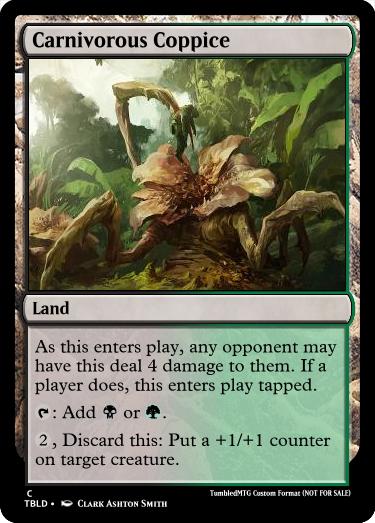 Carnivorous Coppice
Land
As this enters play, any opponent may
have this deal 4 damage to them. If a
player does, this enters play tapped.
: Add or .
2 , Discard this: Put a +1/+1 counter
on target creature.
C
TBLD • CLARK ASHTON SMITH
TumbledMTG Custom Format (NOT FOR SALE)